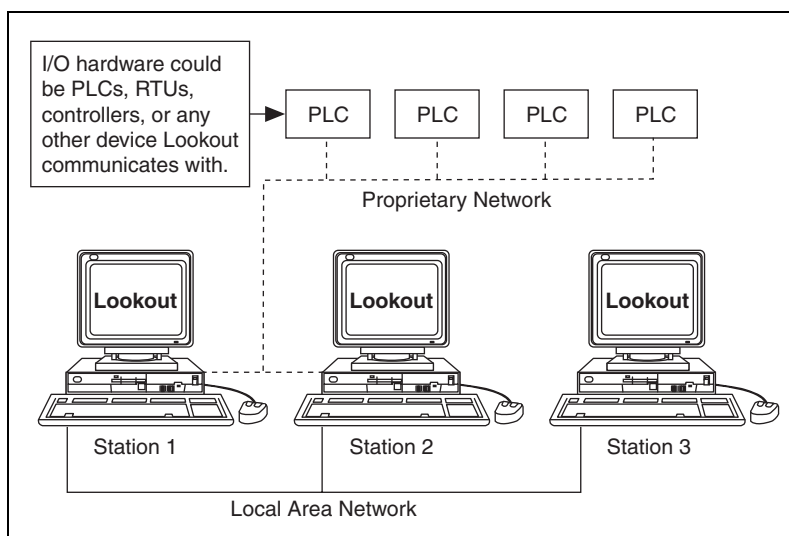 I/O hardware could
be PLCs, RTUs,
controllers, or any
other device Lookout
communicates with.
PLC PLC PLC PLC
Proprietary Network
Lookout Lookout Lookout
Station 1 Station 2 Station 3
Local Area Network